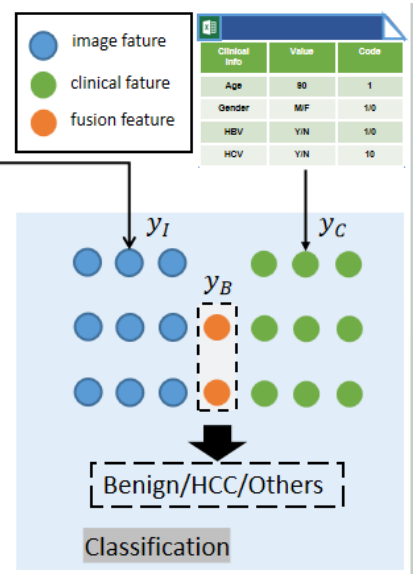 image fature
clinical fature
fusion feature
Clinical Info Value Code
Age 90 1
Gender M/F 1/0
HBV Y/N 1/0
HCV Y/N 10
y_I
y_C
y_B
Benign/HCC/Others
Classification